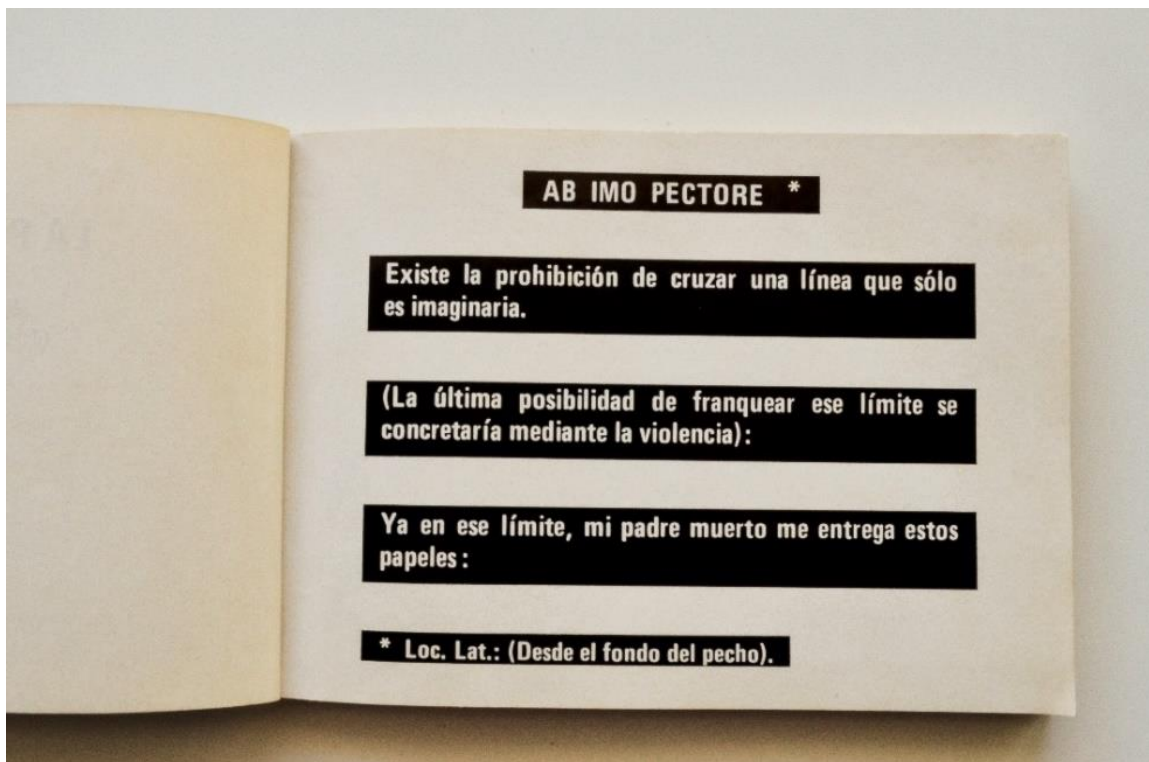 AB IMO PECTORE *
Existe la prohibición de cruzar una línea que sólo
es imaginaria.
(La última posibilidad de franquear ese límite se
concretaría mediante la violencia):
Ya en ese límite, mi padre muerto me entrega estos
papeles:
* Loc. Lat.: (Desde el fondo del pecho).